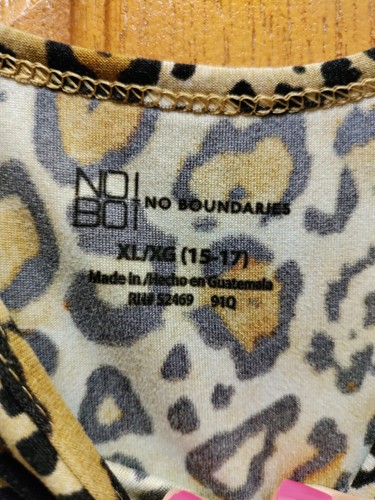 NO
BO
NO BOUNDARIES
XL/XG (15-17)
Made in/Hecho en Guatemala
RN# 52469 91Q